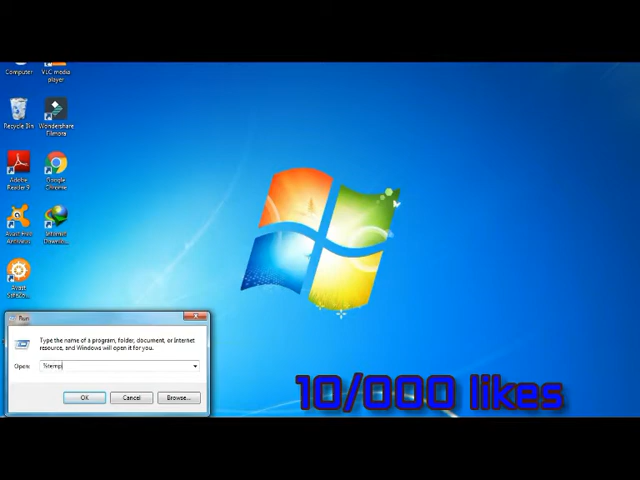 Computer
VLC media
player
Recycle Bin
Wondershare
Filmora
Adobe
Reader 9
Google
Chrome
Avast Free
Antivirus
Internet
Downlo...
Avast
Run
Type the name of a program, folder, document, or Internet
resource, and Windows will open it for you.
Open:
%temp
OK
Cancel
Browse...
10/000 likes